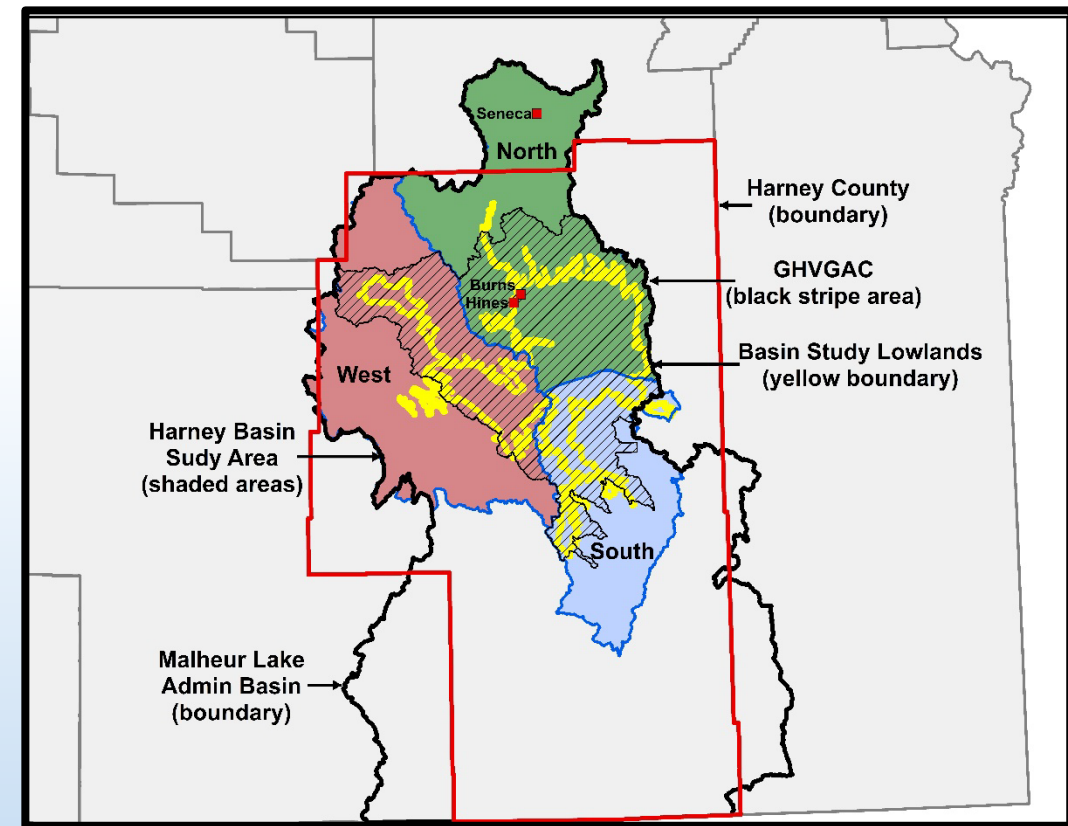 Seneca
North
Harney County
(boundary)
GHVGAC
(black stripe area)
Burns
Hines
Basin Study Lowlands
(yellow boundary)
West
Harney Basin
Sudy Area
(shaded areas)
South
Malheur Lake
Admin Basin
(boundary)